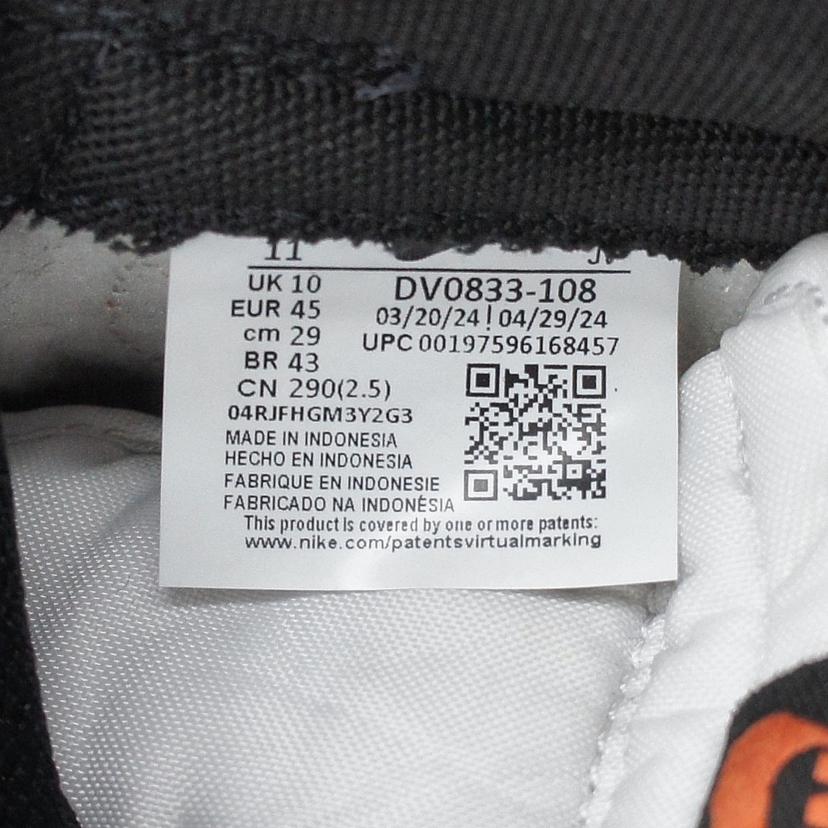 11
UK 10
EUR 45
cm 29
BR 43
CN 290(2.5)
04RJFHGM3Y2G3
DV0833-108
03/20/24 | 04/29/24
UPC 00197596168457
MADE IN INDONESIA
HECHO EN INDONESIA
FABRIQUE EN INDONESIE
FABRICADO NA INDONÉSIA
This product is covered by one or more patents:
www.nike.com/patentsvirtualmarking